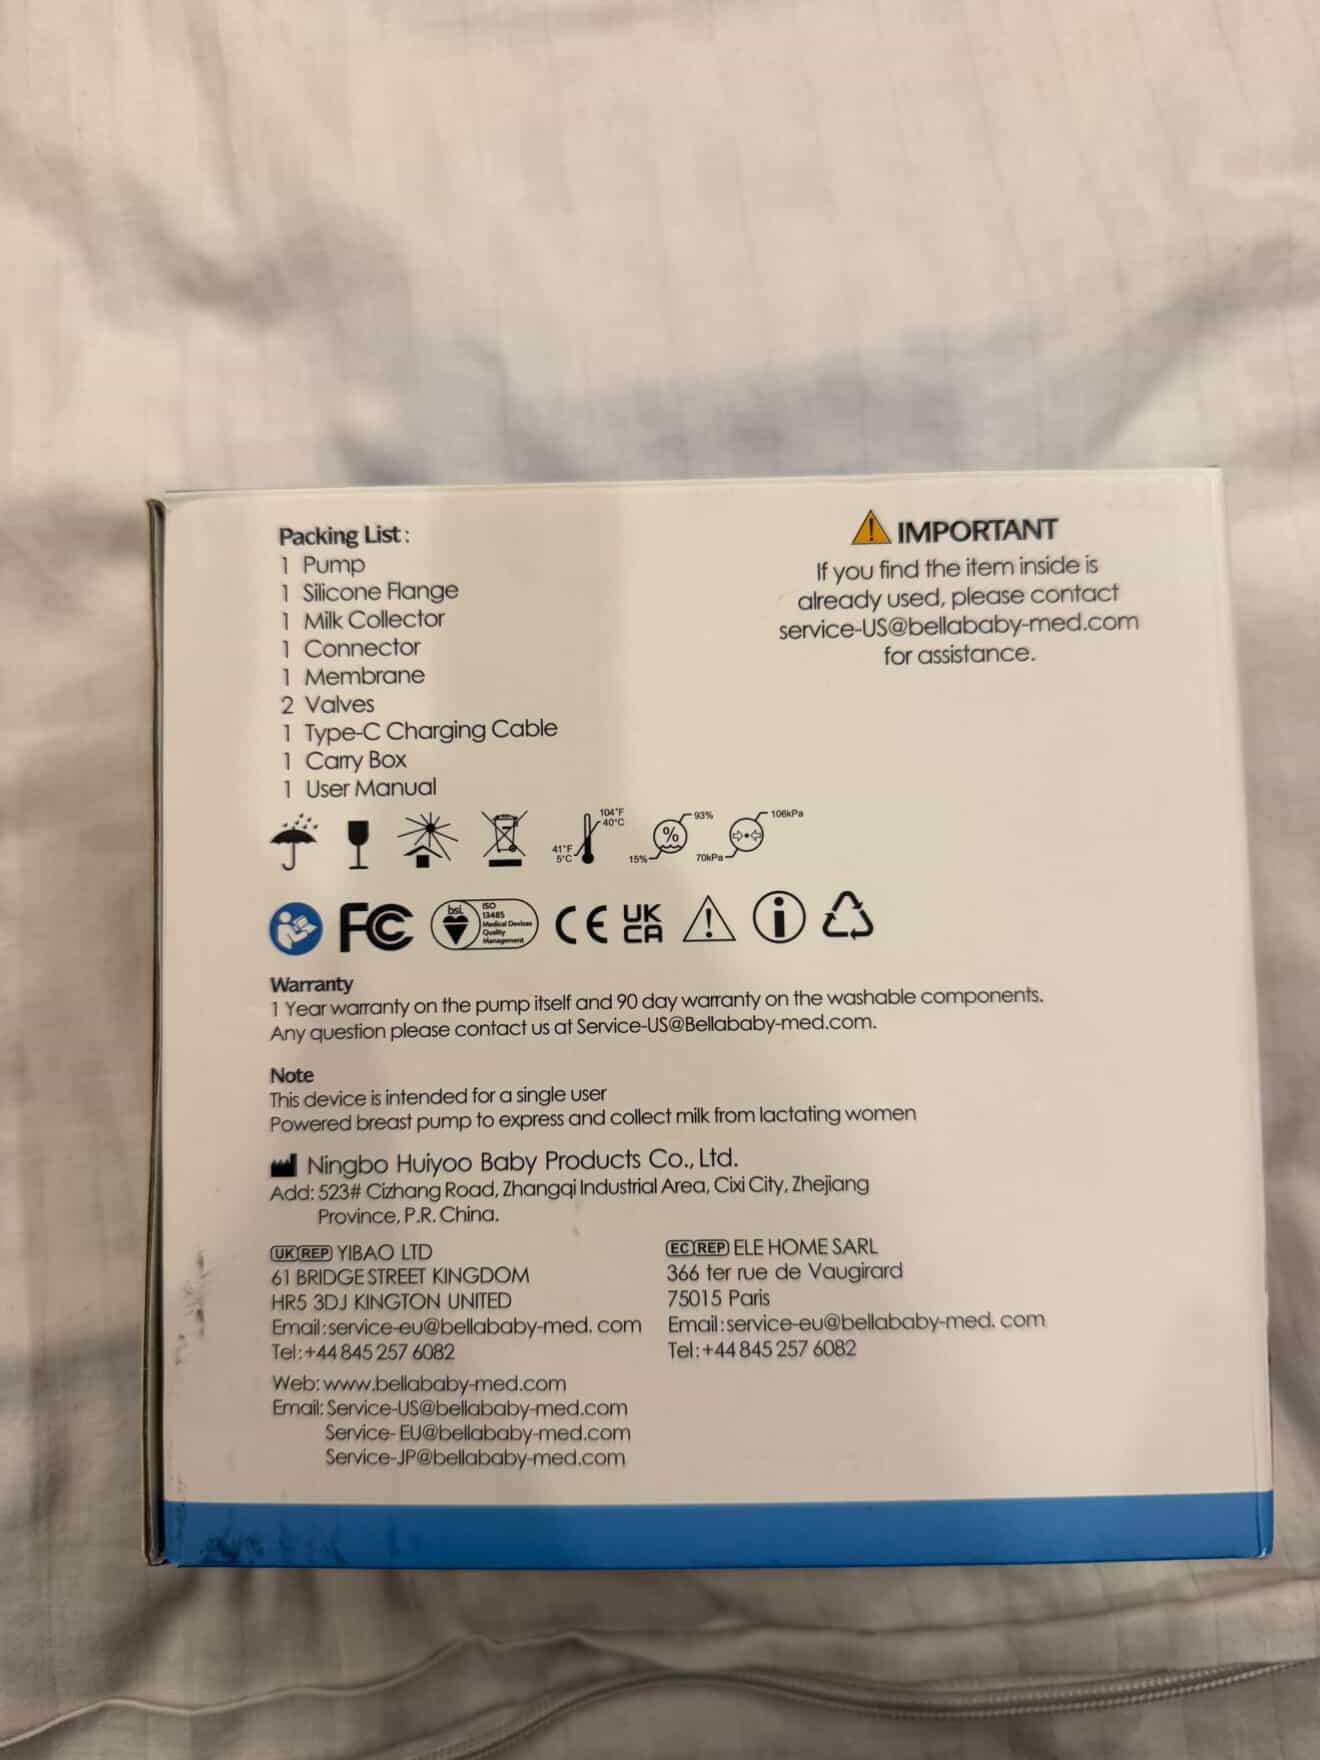 Packing List:
1 Pump
1 Silicone Flange
1 Milk Collector
1 Connector
1 Membrane
2 Valves
1 Type-C Charging Cable
1 Carry Box
1 User Manual
IMPORTANT
If you find the item inside is
already used, please contact
service-US@bellababy-med.com
for assistance.
104°F
40°C
41°F
5°C
%
93%
15%
106kPa
70kPa
FC
bsi.
ISO
13485
Medical Devices
Quality
Management
CE
UK
CA
Warranty
1 Year warranty on the pump itself and 90 day warranty on the washable components.
Any question please contact us at Service-US@Bellababy-med.com.
Note
This device is intended for a single user
Powered breast pump to express and collect milk from lactating women
Ningbo Huiyoo Baby Products Co., Ltd.
Add: 523# Cizhang Road, Zhangqi Industrial Area, Cixi City, Zhejiang
Province, P.R. China.
UK REP YIBAO LTD
61 BRIDGE STREET KINGDOM
HR5 3DJ KINGTON UNITED
Email:service-eu@bellababy-med. com
Tel:+44 845 257 6082
EC REP ELE HOME SARL
366 ter rue de Vaugirard
75015 Paris
Email:service-eu@bellababy-med. com
Tel:+44 845 257 6082
Web: www.bellababy-med.com
Email: Service-US@bellababy-med.com
Service- EU@bellababy-med.com
Service-JP@bellababy-med.com